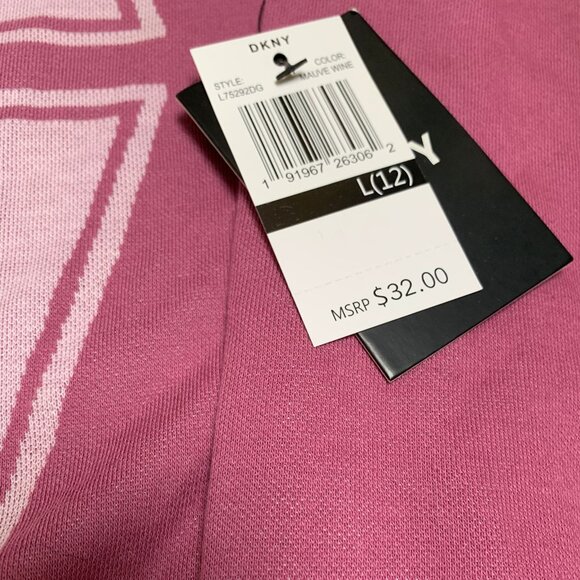 DKNY
STYLE: COLOR:
L75292DG MAUVE WINE
1 91967 26306 2
L(12)
MSRP $32.00
Y